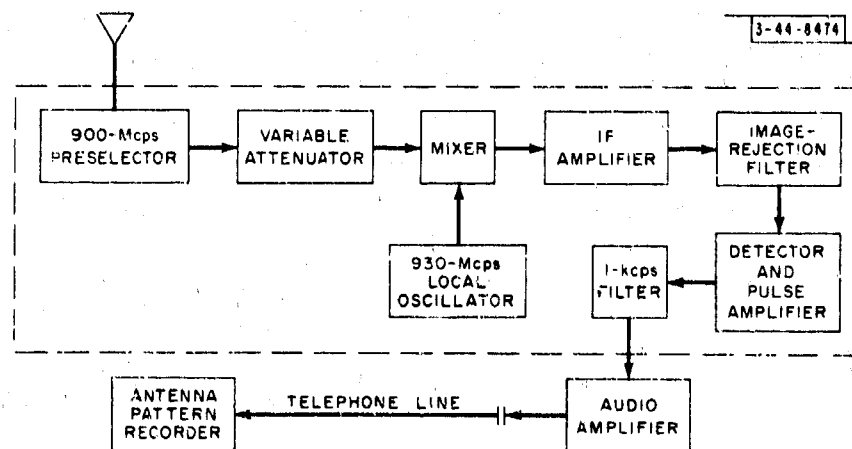 3-44-8474
900-Mcps
PRESELECTOR
VARIABLE
ATTENUATOR
MIXER
IF
AMPLIFIER
IMAGE-
REJECTION
FILTER
930-Mcps
LOCAL
OSCILLATOR
1-kcps
FILTER
DETECTOR
AND
PULSE
AMPLIFIER
ANTENNA
PATTERN
RECORDER
TELEPHONE LINE
AUDIO
AMPLIFIER